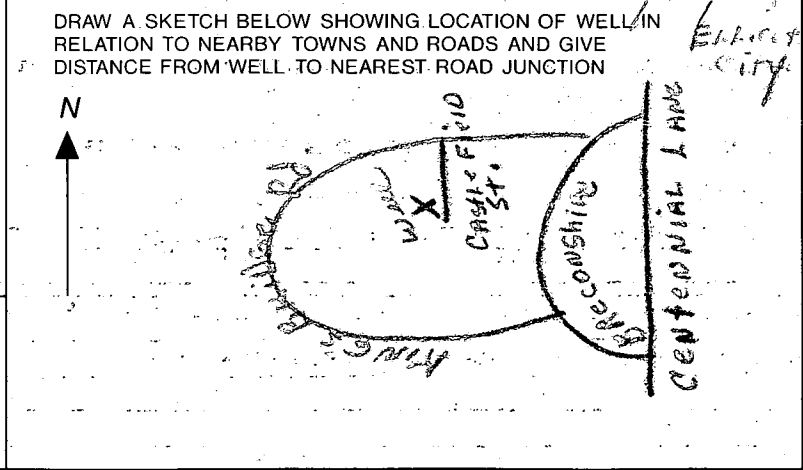 DRAW A SKETCH BELOW SHOWING LOCATION OF WELL IN
RELATION TO NEARBY TOWNS AND ROADS AND GIVE
DISTANCE FROM WELL TO NEAREST ROAD JUNCTION
City
N
Rd
Well
X
Castle Field
St.
BReconshire
CENTENNIAL LANE